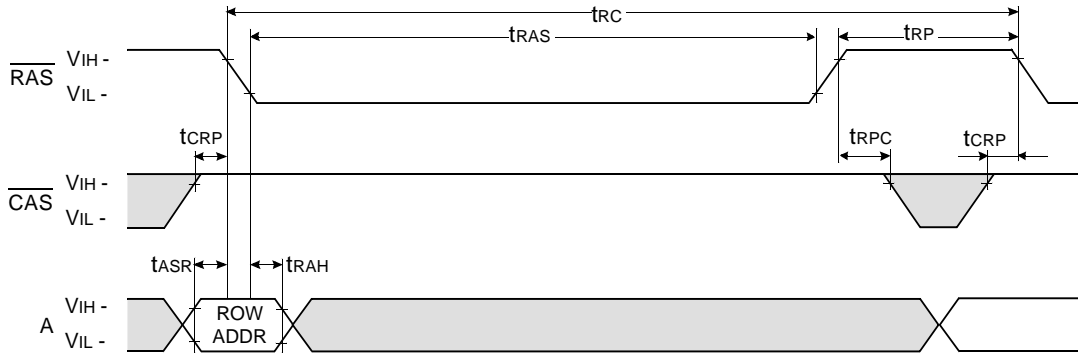 tRC
tRAS
tRP
RAS
VIH -
VIL -
tCRP
tRPC
tCRP
CAS
VIH -
VIL -
tASR
tRAH
A
VIH -
VIL -
ROW
ADDR